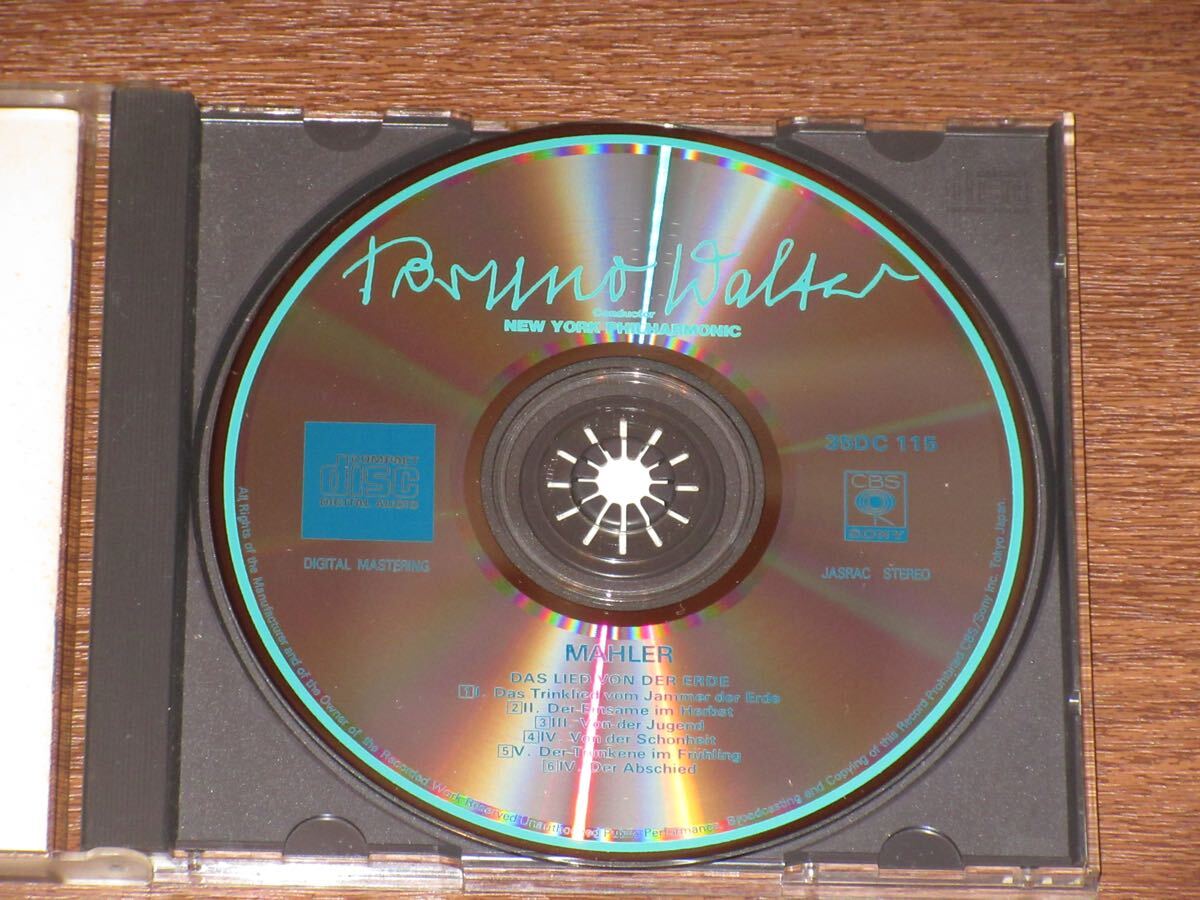 Bruno Walter
Conductor
NEW YORK PHILHARMONIC
COMPACT
disc
DIGITAL AUDIO
DIGITAL MASTERING
35DC 115
CBS
SONY
JASRAC STEREO
MAHLER
DAS LIED VON DER ERDE
1 I. Das Trinklied vom Jammer der Erde
2 II. Der Einsame im Herbst
3 III. Von der Jugend
4 IV. Von der Schönheit
5 V. Der Trunkene im Frühling
6 IV. Der Abschied
All Rights of the Manufacturer and of the Owner of the Recorded Work Reserved Unauthorised Public Performance, Broadcasting and Copying of this Record Prohibited CBS/Sony Inc. Tokyo Japan.